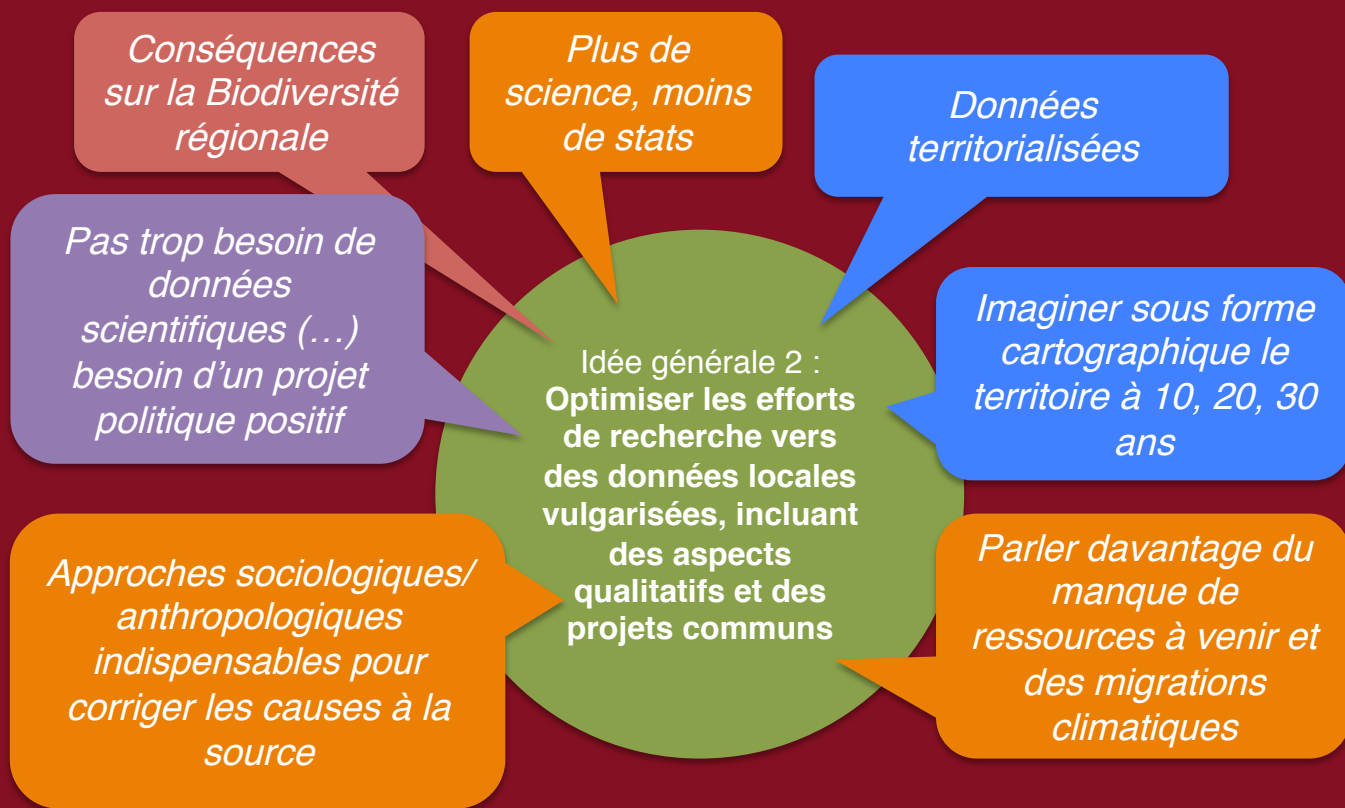 Conséquences
sur la Biodiversité
régionale
Plus de
science, moins
de stats
Données
territorialisées
Pas trop besoin de
données
scientifiques (…)
besoin d’un projet
politique positif
Imaginer sous forme
cartographique le
territoire à 10, 20, 30
ans
Idée générale 2 :
Optimiser les efforts
de recherche vers
des données locales
vulgarisées, incluant
des aspects
qualitatifs et des
projets communs
Approches sociologiques/
anthropologiques
indispensables pour
corriger les causes à la
source
Parler davantage du
manque de
ressources à venir et
des migrations
climatiques